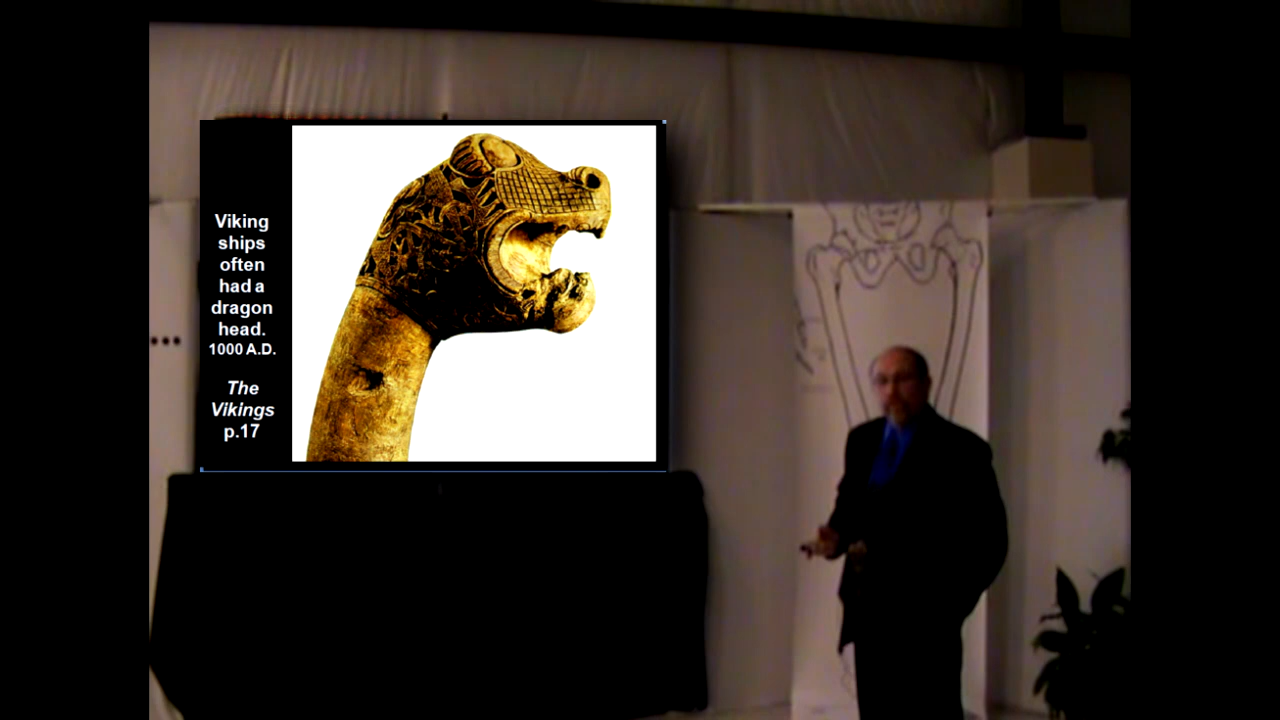 Viking
ships
often
had a
dragon
head.
1000 A.D.
The
Vikings
p.17